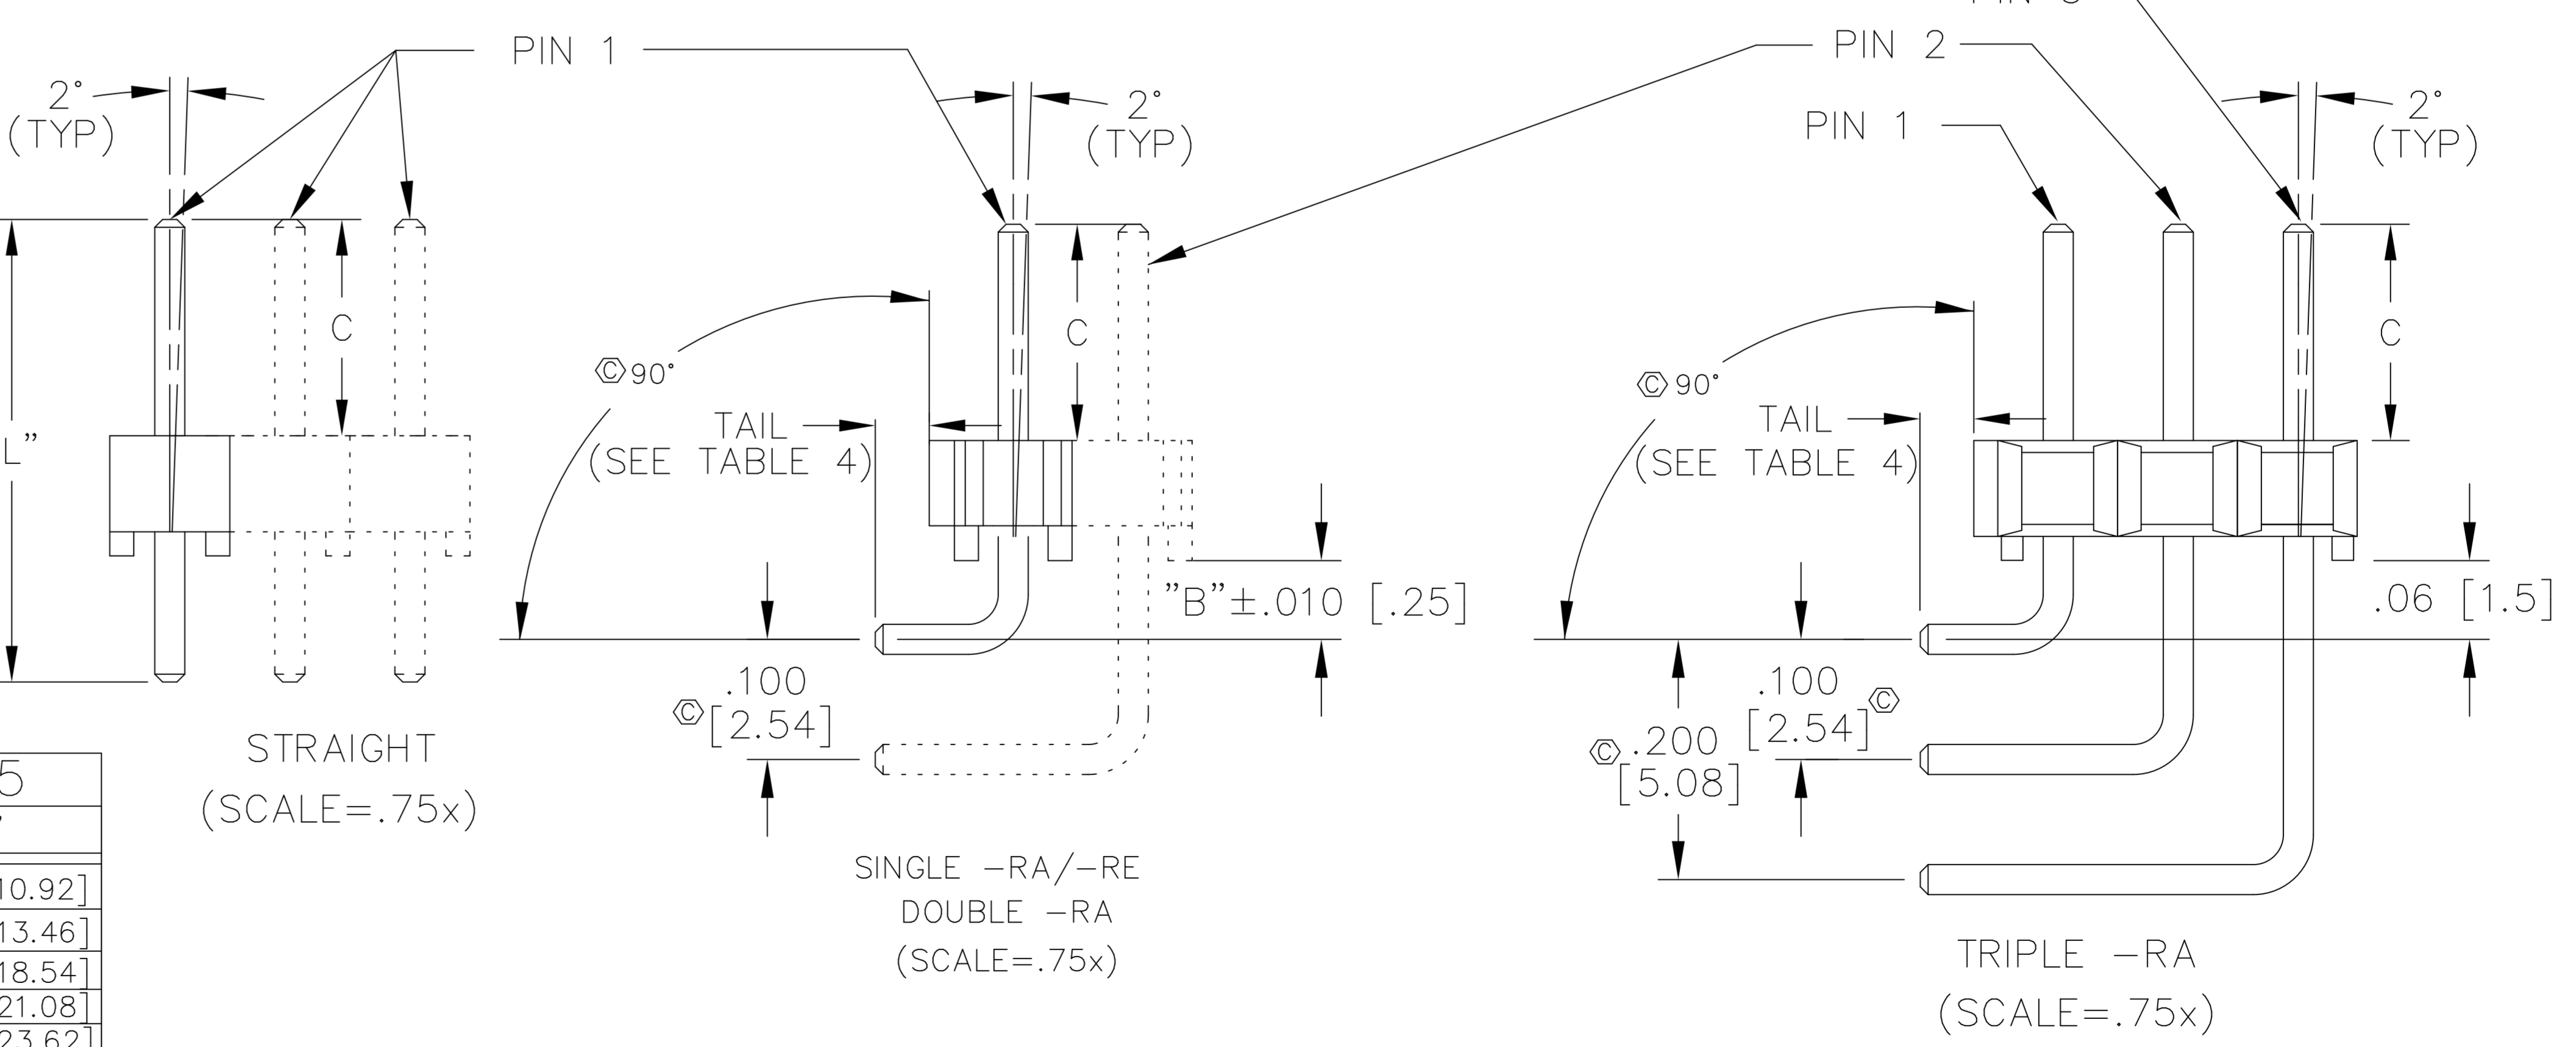 PIN 1
2°
(TYP)
C
L”
STRAIGHT
(SCALE=.75x)
5
10.92]
13.46]
18.54]
21.08]
23.62]
2°
(TYP)
C
Ⓒ 90°
TAIL
(SEE TABLE 4)
”B”±.010 [.25]
.100
Ⓒ [2.54]
SINGLE −RA/−RE
DOUBLE −RA
(SCALE=.75x)
PIN 2
PIN 1
2°
(TYP)
C
Ⓒ 90°
TAIL
(SEE TABLE 4)
.06 [1.5]
.100
[2.54] Ⓒ
Ⓒ .200
[5.08]
TRIPLE −RA
(SCALE=.75x)